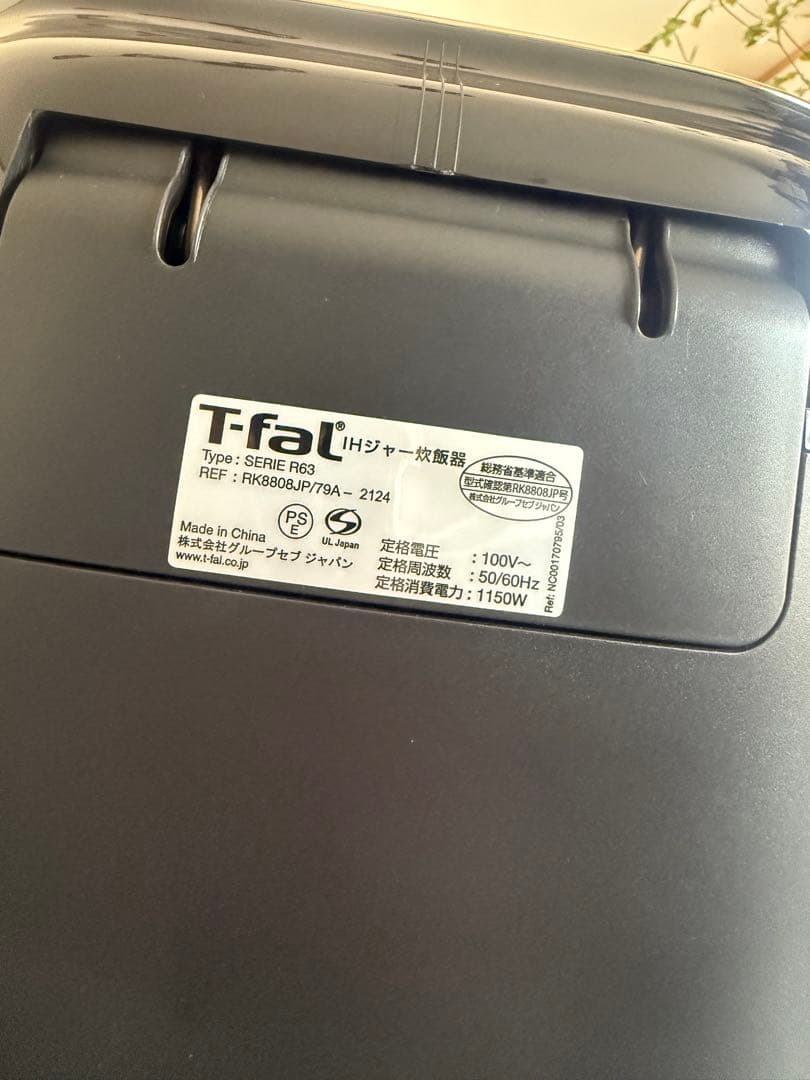 T-fal® IHジャー炊飯器
Type : SERIE R63
REF : RK8808JP/79A - 2124
総務省基準適合
型式確認第RK8808JP号
株式会社グループセブ ジャパン
PS
E
UL Japan
Made in China
株式会社グループセブ ジャパン
www.t-fal.co.jp
定格電圧 : 100V～
定格周波数 : 50/60Hz
定格消費電力 : 1150W
Ref: NC00170795/03